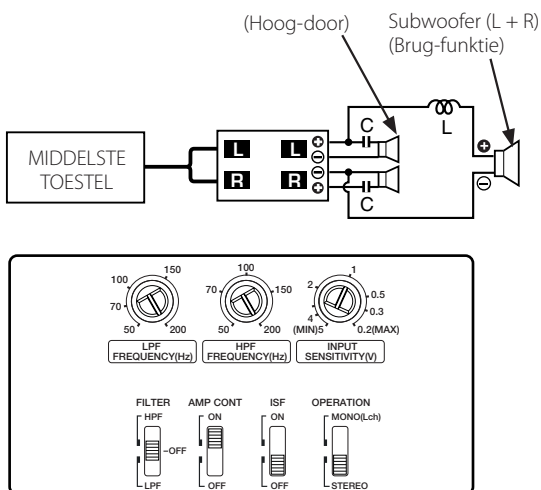 (Hoog-door)
Subwoofer (L + R)
(Brug-funktie)
C
L
MIDDELSTE
TOESTEL
L
L
R
R
C
150
100
70
50
200
LPF
FREQUENCY(Hz)
100
70
150
50
200
HPF
FREQUENCY(Hz)
1
2
0.5
0.3
4
(MIN)5
0.2(MAX)
INPUT
SENSITIVITY(V)
FILTER
AMP CONT
ISF
OPERATION
HPF
ON
ON
MONO(Lch)
OFF
LPF
OFF
OFF
STEREO